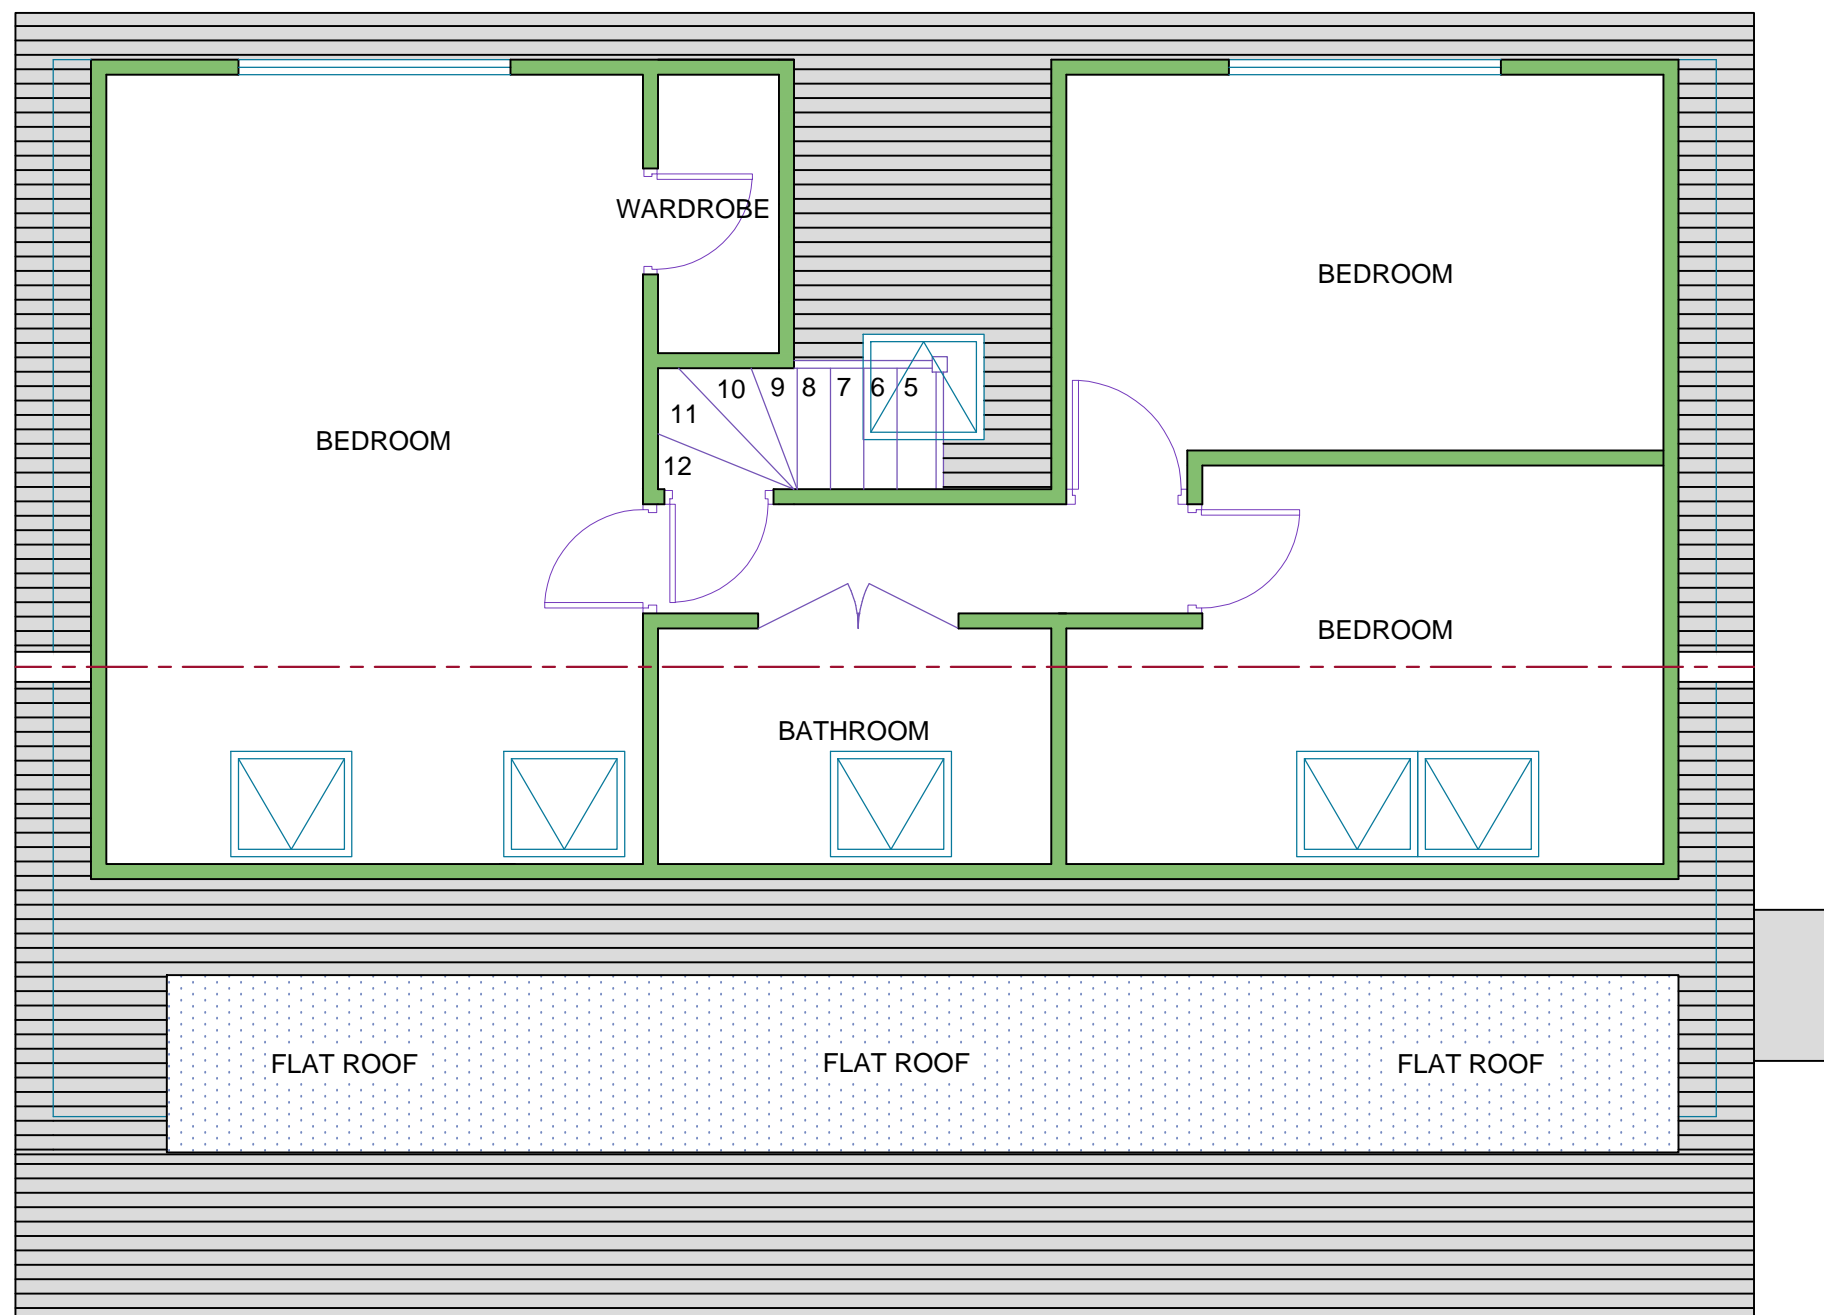 WARDROBE
BEDROOM
10 9 8 7 6 5
11
BEDROOM
12
BEDROOM
BATHROOM
FLAT ROOF FLAT ROOF FLAT ROOF